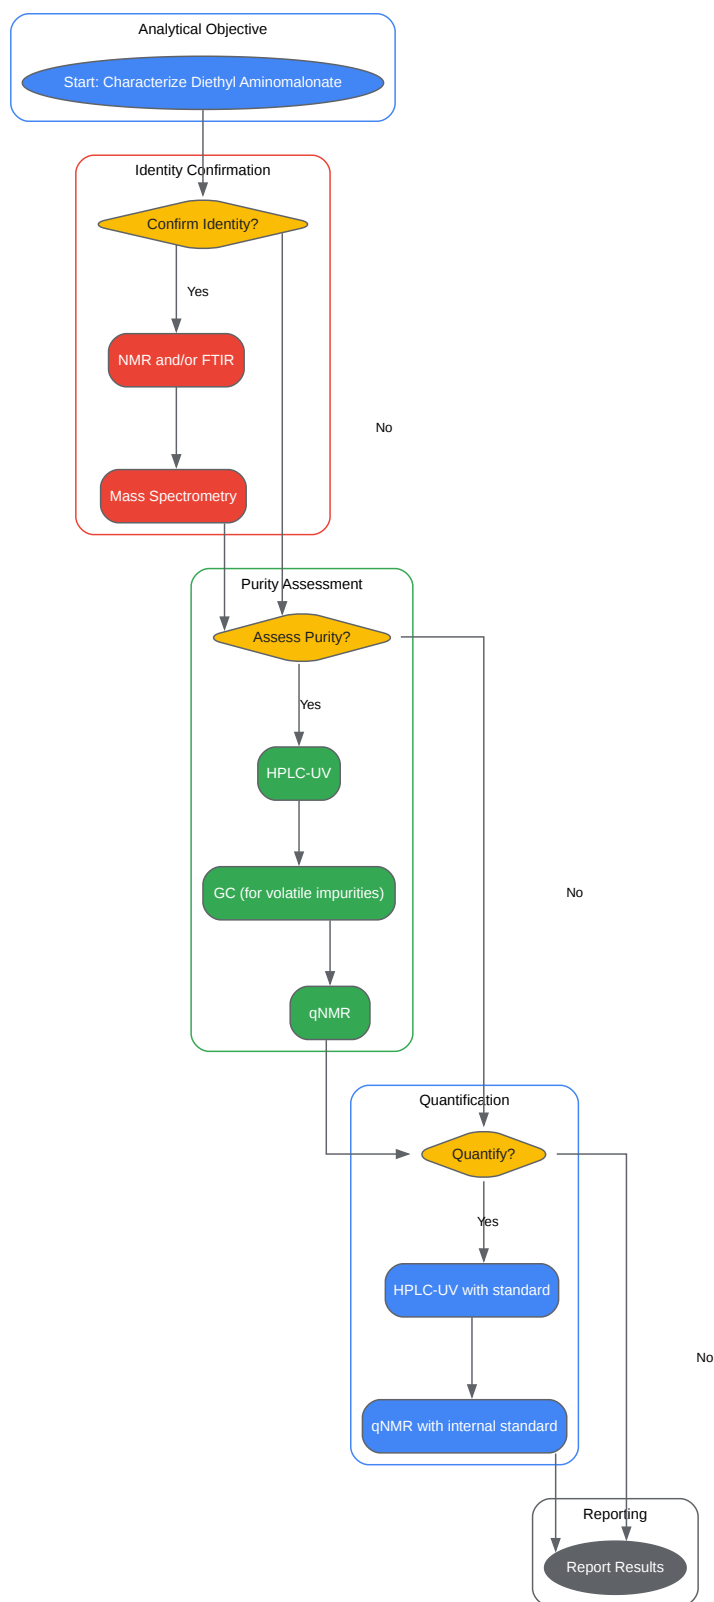 Analytical Objective
Start: Characterize Diethyl Aminomalonate
Identity Confirmation
Confirm Identity?
Yes
NMR and/or FTIR
No
Mass Spectrometry
Purity Assessment
Assess Purity?
Yes
HPLC-UV
GC (for volatile impurities)
No
qNMR
Quantification
Quantify?
Yes
HPLC-UV with standard
No
qNMR with internal standard
Reporting
Report Results